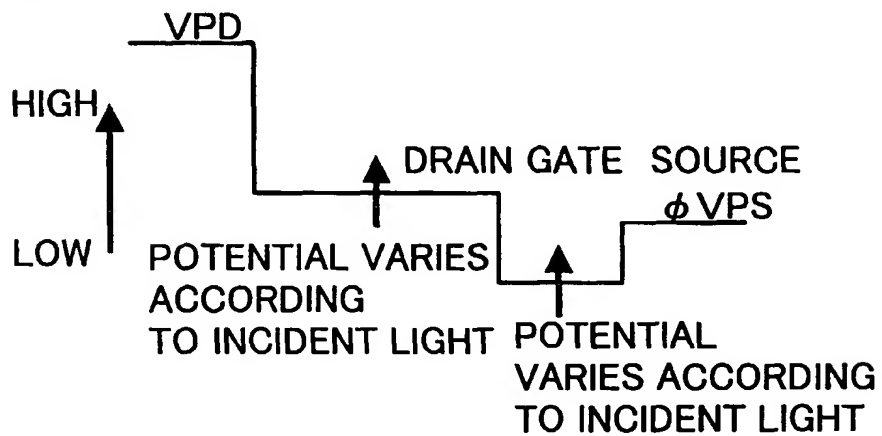 VPD
HIGH
DRAIN GATE SOURCE
φVPS
LOW
POTENTIAL VARIES
ACCORDING
TO INCIDENT LIGHT
POTENTIAL
VARIES ACCORDING
TO INCIDENT LIGHT